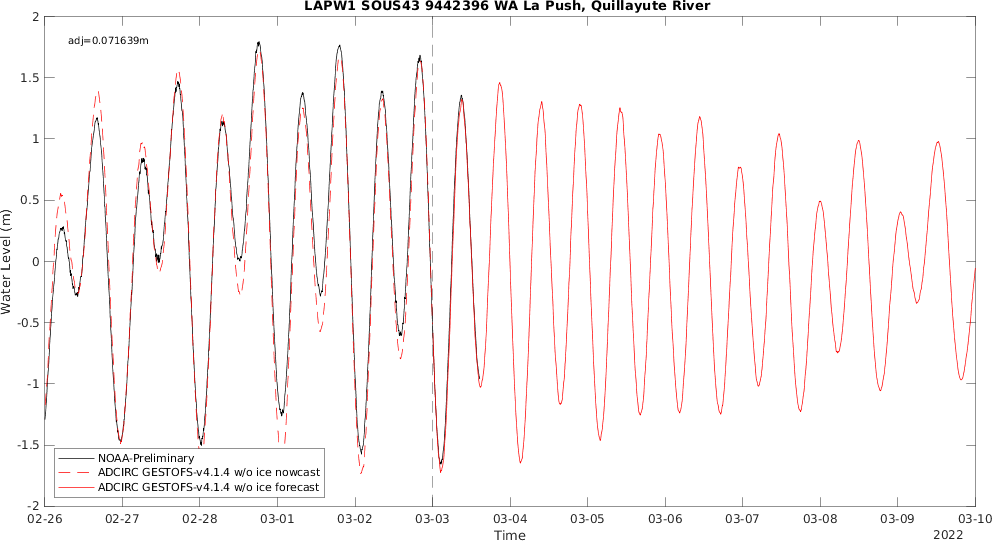 LAPW1 SOUS43 9442396 WA La Push, Quillayute River
adj=0.071639m
2
1.5
1
0.5
0
-0.5
-1
-1.5
-2
Water Level (m)
NOAA-Preliminary
ADCIRC GESTOFS-v4.1.4 w/o ice nowcast
ADCIRC GESTOFS-v4.1.4 w/o ice forecast
02-26 02-27 02-28 03-01 03-02 03-03 03-04 03-05 03-06 03-07 03-08 03-09 03-10
Time
2022